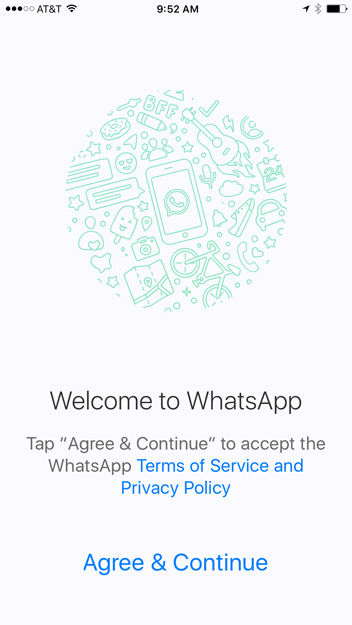 AT&T 9:52 AM
BFF
24
Welcome to WhatsApp
Tap “Agree & Continue” to accept the
WhatsApp Terms of Service and
Privacy Policy
Agree & Continue